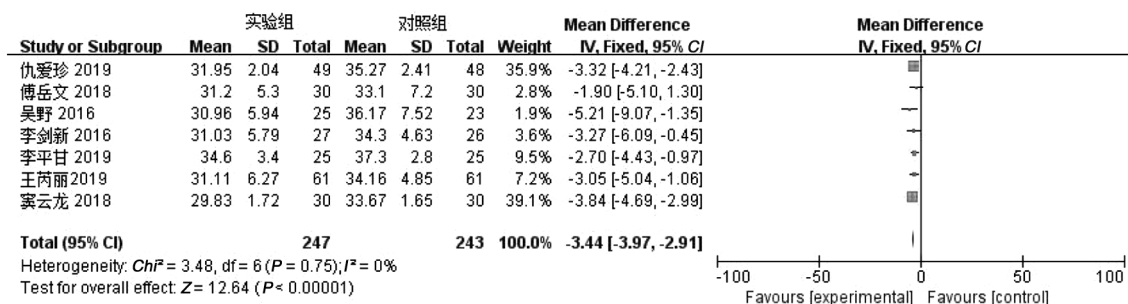 实验组 对照组 Mean Difference Mean Difference
Study or Subgroup Mean SD Total Mean SD Total Weight IV, Fixed, 95% CI IV, Fixed, 95% CI
仇爱珍 2019 31.95 2.04 49 35.27 2.41 48 35.9% -3.32 [-4.21, -2.43]
傅岳文 2018 31.2 5.3 30 33.1 7.2 30 2.8% -1.90 [-5.10, 1.30]
吴野 2016 30.96 5.94 25 36.17 7.52 23 1.9% -5.21 [-9.07, -1.35]
李剑新 2016 31.03 5.79 27 34.3 4.63 26 3.6% -3.27 [-6.09, -0.45]
李平甘 2019 34.6 3.4 25 37.3 2.8 25 9.5% -2.70 [-4.43, -0.97]
王芮丽2019 31.11 6.27 61 34.16 4.85 61 7.2% -3.05 [-5.04, -1.06]
窦云龙 2018 29.83 1.72 30 33.67 1.65 30 39.1% -3.84 [-4.69, -2.99]
Total (95% CI) 247 243 100.0% -3.44 [-3.97, -2.91]
Heterogeneity: Chi² = 3.48, df = 6 (P = 0.75); I² = 0%
Test for overall effect: Z = 12.64 (P < 0.00001)
-100 -50 0 50 100
Favours [experimental] Favours [control]